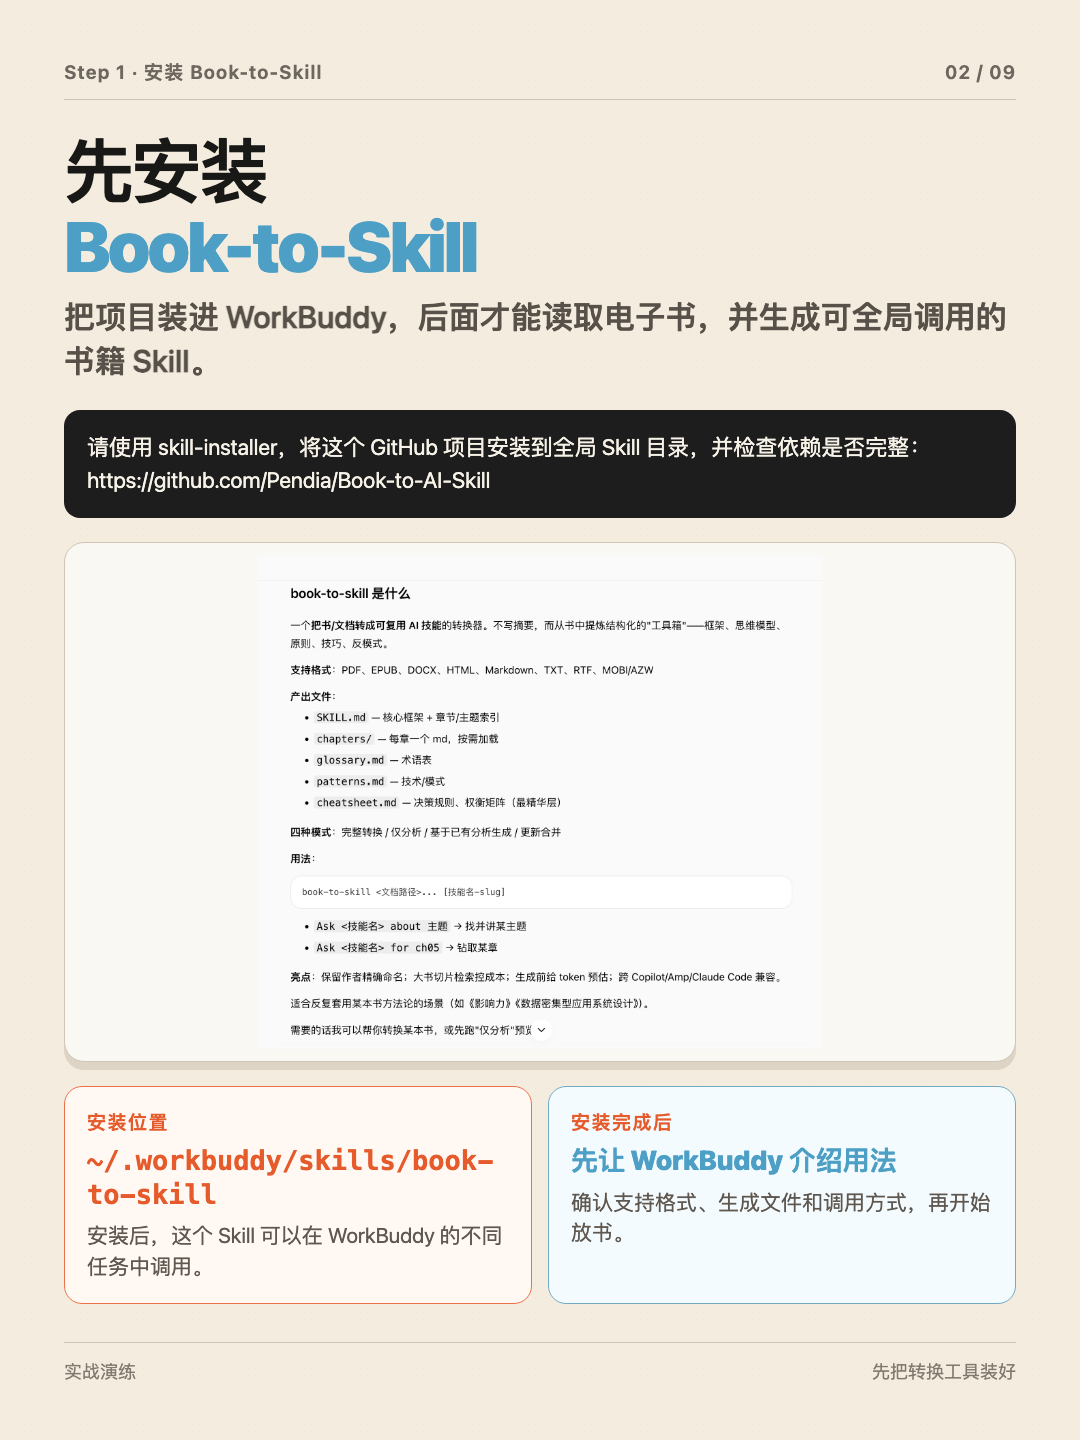 Step 1 · 安装 Book-to-Skill
02 / 09
先安装
Book-to-Skill
把项目装进 WorkBuddy，后面才能读取电子书，并生成可全局调用的
书籍 Skill。
请使用 skill-installer，将这个 GitHub 项目安装到全局 Skill 目录，并检查依赖是否完整：
https://github.com/Pendia/Book-to-AI-Skill
book-to-skill 是什么
一个把书/文档转成可复用 AI 技能的转换器。不写摘要，而从书中提炼结构化的"工具箱"——框架、思维模型、
原则、技巧、反模式。
支持格式：PDF、EPUB、DOCX、HTML、Markdown、TXT、RTF、MOBI/AZW
产出文件：
• SKILL.md — 核心框架 + 章节/主题索引
• chapters/ — 每章一个 md，按需加载
• glossary.md — 术语表
• patterns.md — 技术/模式
• cheatsheet.md — 决策规则、权衡矩阵（最精华层）
四种模式：完整转换 / 仅分析 / 基于已有分析生成 / 更新合并
用法：
book-to-skill <文档路径>... [技能名-slug]
• Ask <技能名> about 主题 → 找并讲某主题
• Ask <技能名> for ch05 → 钻取某章
亮点：保留作者精确命名；大书切片检索控成本；生成前给 token 预估；跨 Copilot/Amp/Claude Code 兼容。
适合反复套用某本书方法论的场景（如《影响力》《数据密集型应用系统设计》）。
需要的话我可以帮你转换某本书，或先跑"仅分析"预览
安装位置
~/.workbuddy/skills/book-
to-skill
安装后，这个 Skill 可以在 WorkBuddy 的不同
任务中调用。
安装完成后
先让 WorkBuddy 介绍用法
确认支持格式、生成文件和调用方式，再开始
放书。
实战演练
先把转换工具装好